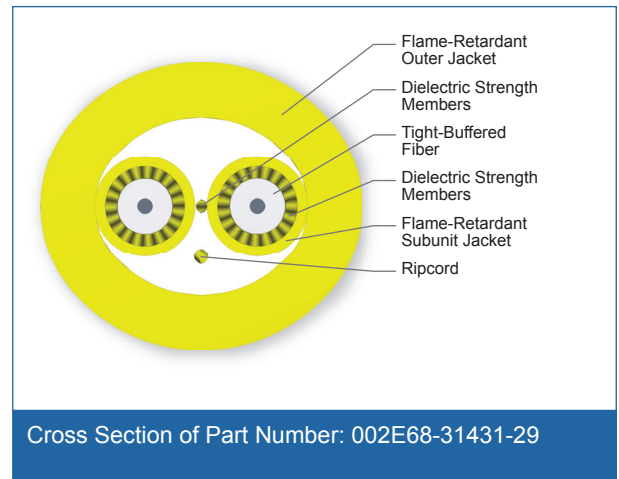 Flame-Retardant
Outer Jacket
Dielectric Strength
Members
Tight-Buffered
Fiber
Dielectric Strength
Members
Flame-Retardant
Subunit Jacket
Ripcord
Cross Section of Part Number: 002E68-31431-29